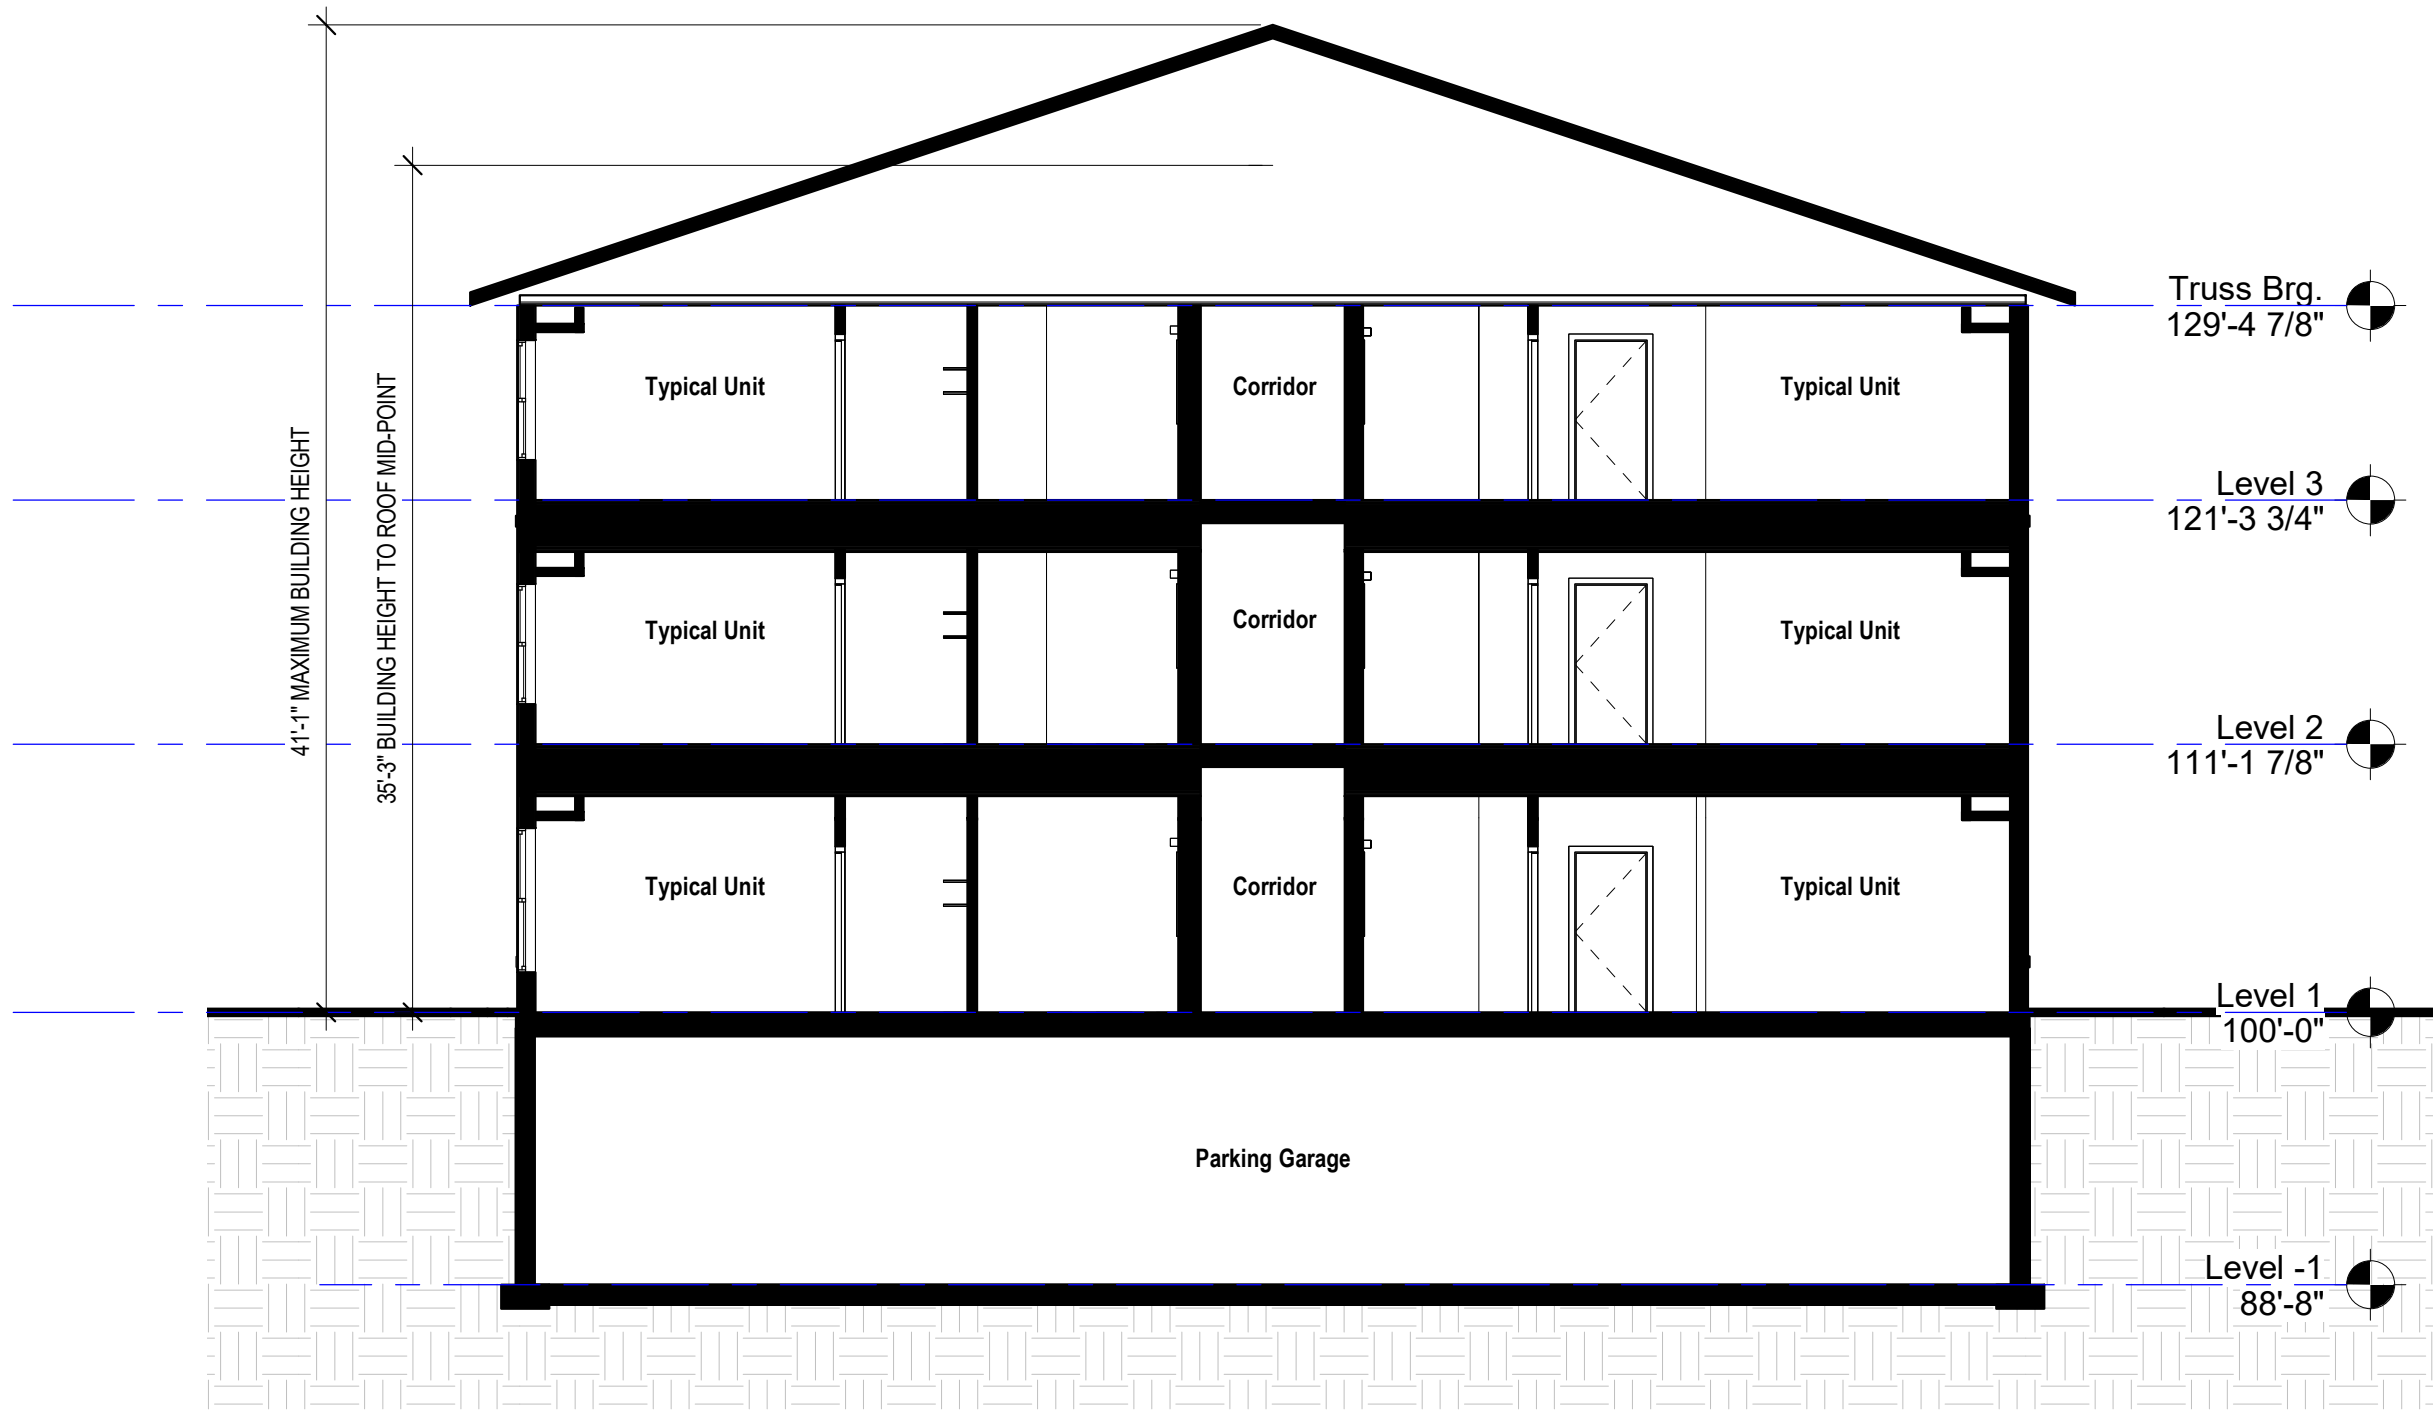 41'-1" MAXIMUM BUILDING HEIGHT
35'-3" BUILDING HEIGHT TO ROOF MID-POINT
Truss Brg.
129'-4 7/8"
Typical Unit
Corridor
Typical Unit
Level 3
121'-3 3/4"
Typical Unit
Corridor
Typical Unit
Level 2
111'-1 7/8"
Typical Unit
Corridor
Typical Unit
Level 1
100'-0"
Parking Garage
Level -1
88'-8"